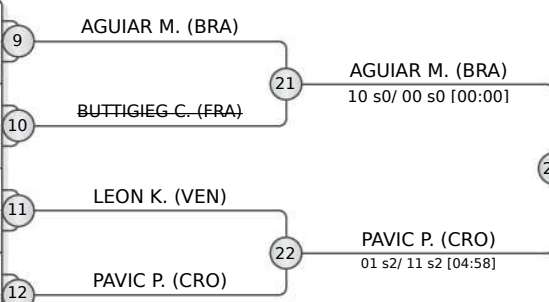 AGUIAR M. (BRA)
9
21
AGUIAR M. (BRA)
10 s0/ 00 s0 [00:00]
BUTTIGIEG C. (FRA)
10
LEON K. (VEN)
11
22
PAVIC P. (CRO)
01 s2/ 11 s2 [04:58]
PAVIC P. (CRO)
12